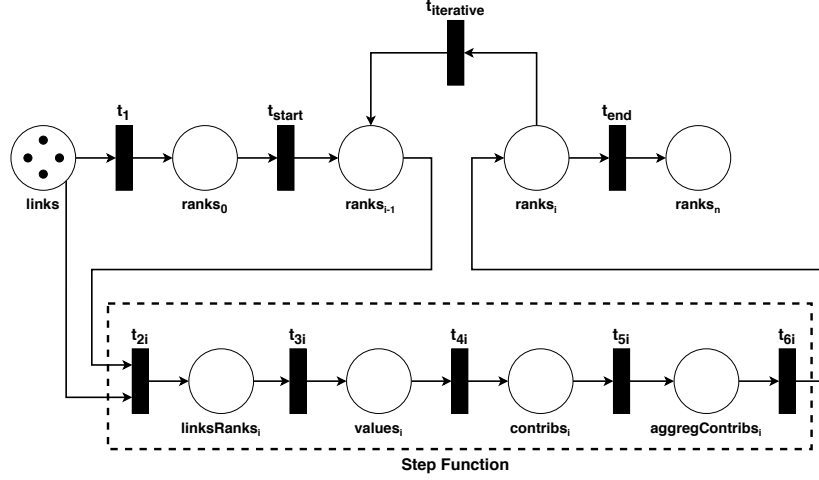 t_iterative
t_1
t_start
t_end
links
ranks_0
ranks_i-1
ranks_i
ranks_n
t_2i
t_3i
t_4i
t_5i
t_6i
linksRanks_i
values_i
contribs_i
aggregContribs_i
Step Function